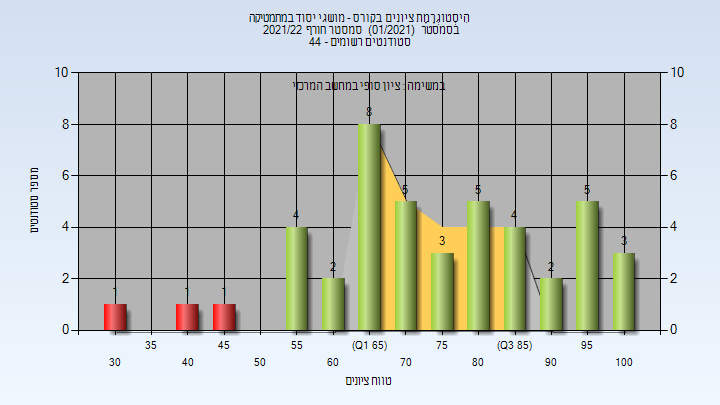 היסטוגרמת ציונים בקורס - מושגי יסוד במתמטיקה
בסמסטר (01/2021) סמסטר חורף 2021/22
סטודנטים רשומים - 44
במשימה : ציון סופי במחשב המרכזי
מספר סטודנטים
10 10
8 8
6 6
4 4
2 2
0 0
1 1 1 4 2 8 5 3 5 4 2 5 3
35 45 55 (Q1 65) 75 (Q3 85) 95
30 40 50 60 70 80 90 100
טווח ציונים